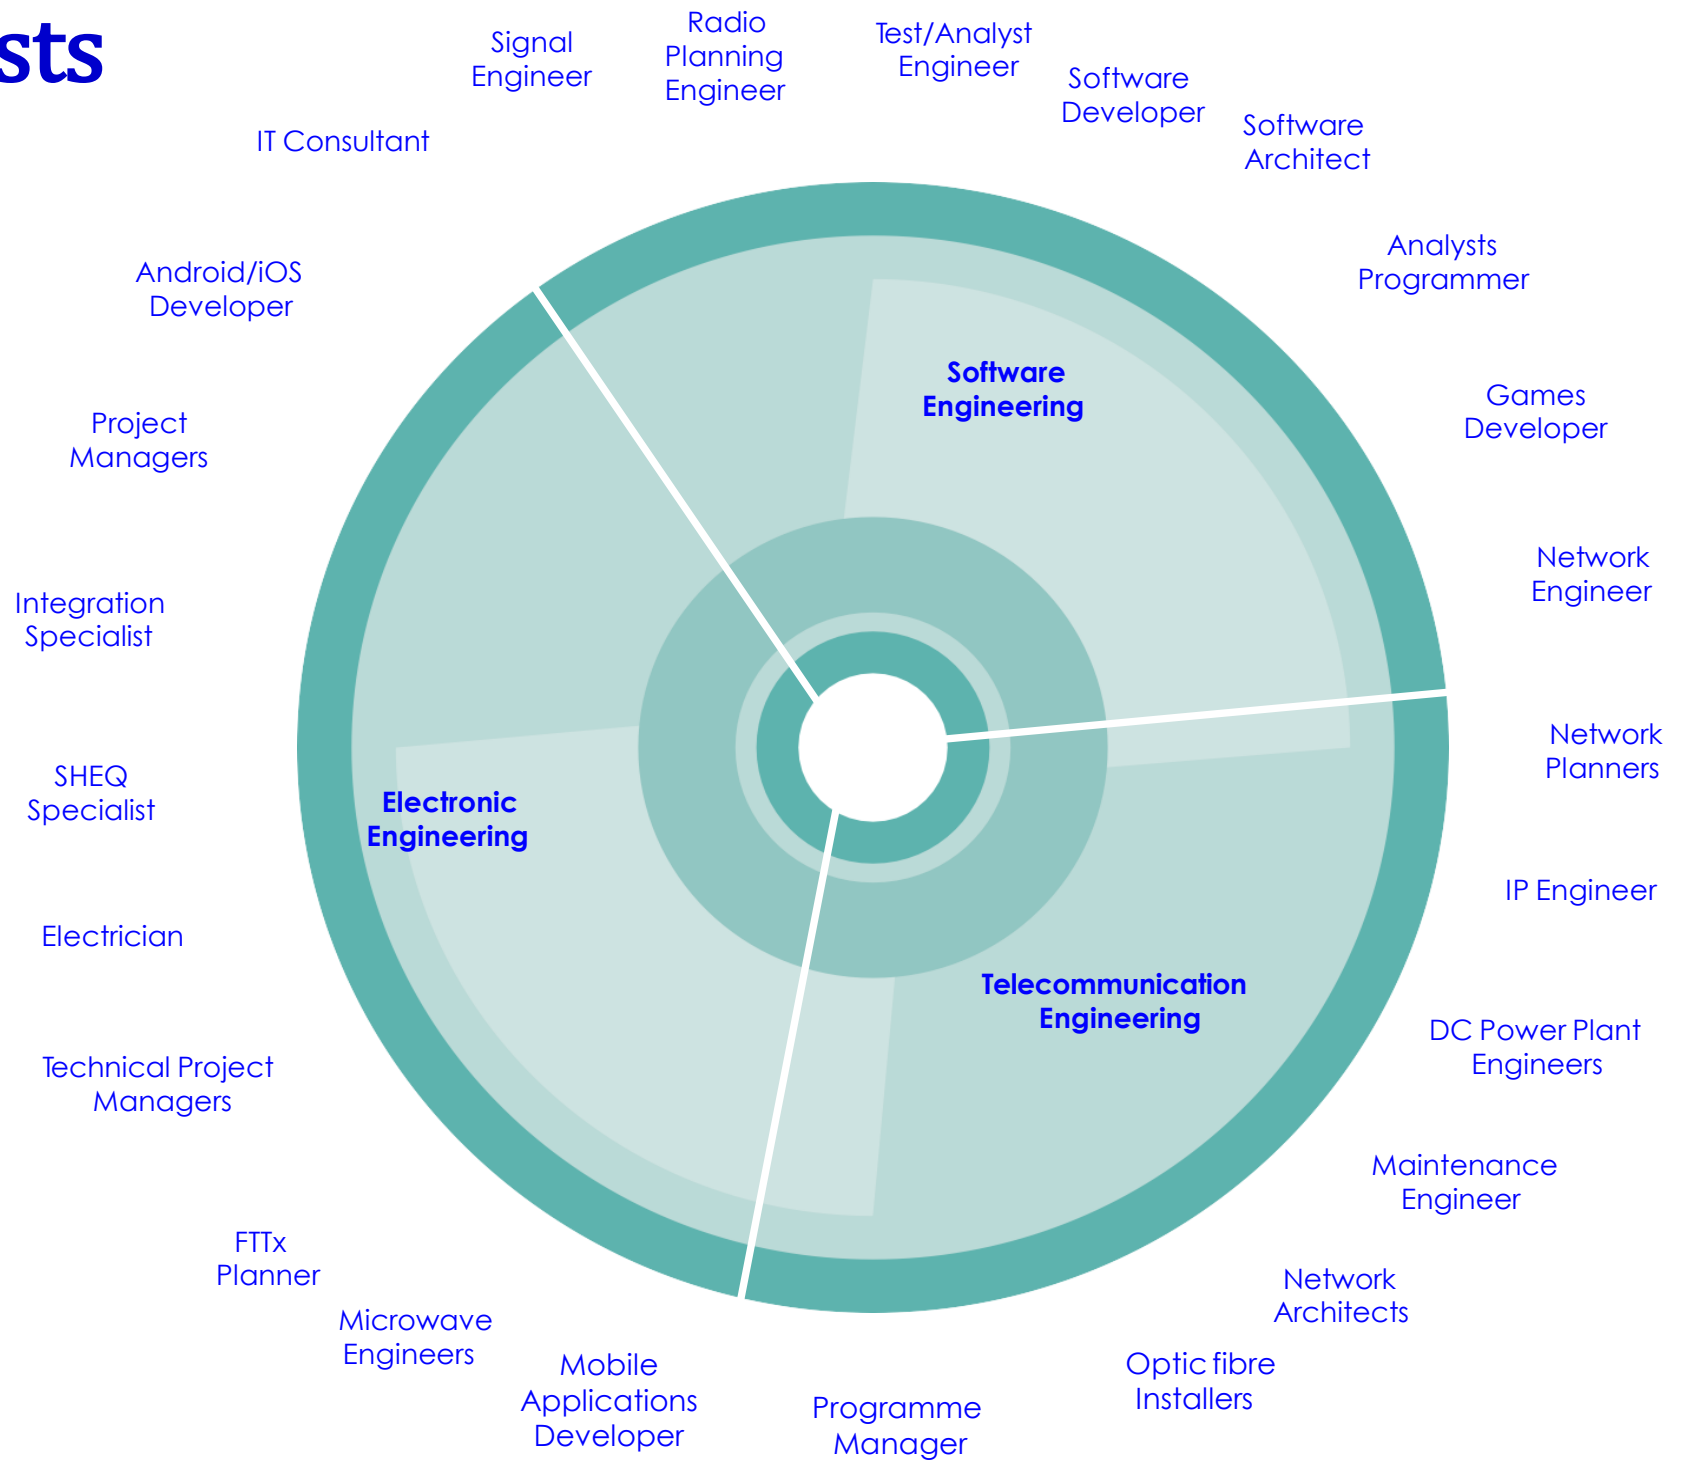 sts
Signal
Engineer
Radio
Planning
Engineer
Test/Analyst
Engineer
Software
Developer
Software
Architect
IT Consultant
Analysts
Programmer
Android/iOS
Developer
Games
Developer
Project
Managers
Software
Engineering
Network
Engineer
Integration
Specialist
Network
Planners
SHEQ
Specialist
Electronic
Engineering
IP Engineer
Electrician
Telecommunication
Engineering
DC Power Plant
Engineers
Technical Project
Managers
Maintenance
Engineer
FTTx
Planner
Network
Architects
Microwave
Engineers
Mobile
Applications
Developer
Programme
Manager
Optic fibre
Installers